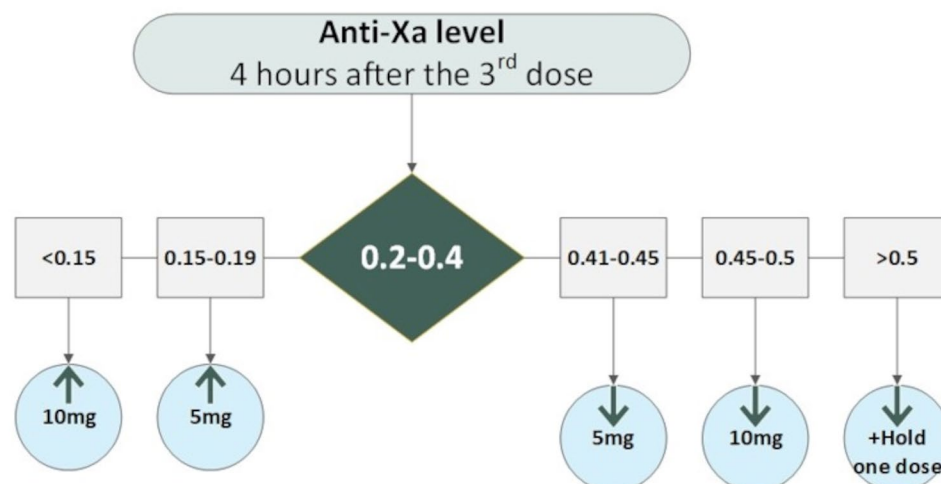 Anti-Xa level
4 hours after the 3rd dose
<0.15
0.15-0.19
0.2-0.4
0.41-0.45
0.45-0.5
>0.5
10mg
5mg
5mg
10mg
+Hold
one dose